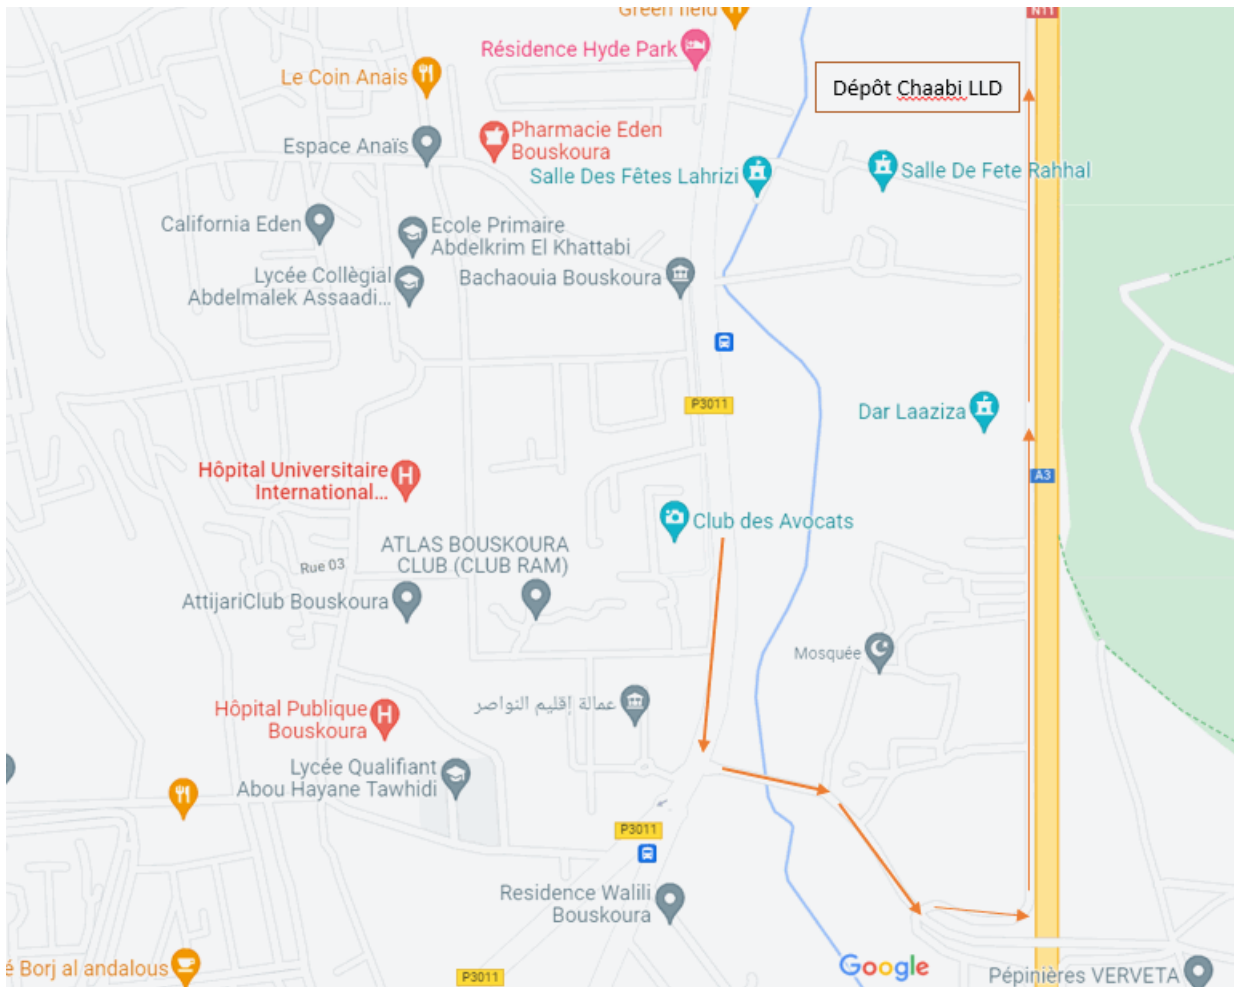 Green field
N11
Résidence Hyde Park
Le Coin Anais
Dépôt Chaabi LLD
Pharmacie Eden
Bouskoura
Espace Anaïs
Salle Des Fêtes Lahrizi
Salle De Fete Rahhal
California Eden
Ecole Primaire
Abdelkrim El Khattabi
Lycée Collègial
Abdelmalek Assaadi...
Bachaouia Bouskoura
P3011
Dar Laaziza
Hôpital Universitaire
International...
A3
Club des Avocats
ATLAS BOUSKOURA
CLUB (CLUB RAM)
Rue 03
AttijariClub Bouskoura
Mosquée
عمالة إقليم النواصر
Hôpital Publique
Bouskoura
Lycée Qualifiant
Abou Hayane Tawhidi
P3011
Residence Walili
Bouskoura
é Borj al andalous
P3011
Google
Pépinières VERVETA